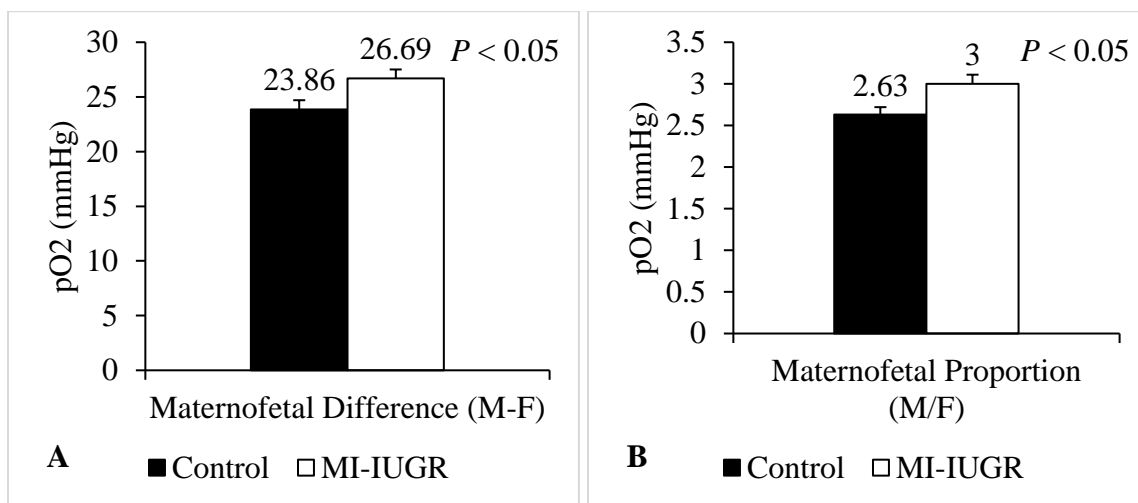 30
25
20
15
10
5
0
pO2 (mmHg)
23.86
26.69
P < 0.05
Maternofetal Difference (M-F)
A
Control
MI-IUGR
3.5
3
2.5
2
1.5
1
0.5
0
pO2 (mmHg)
2.63
3
P < 0.05
Maternofetal Proportion
(M/F)
B
Control
MI-IUGR